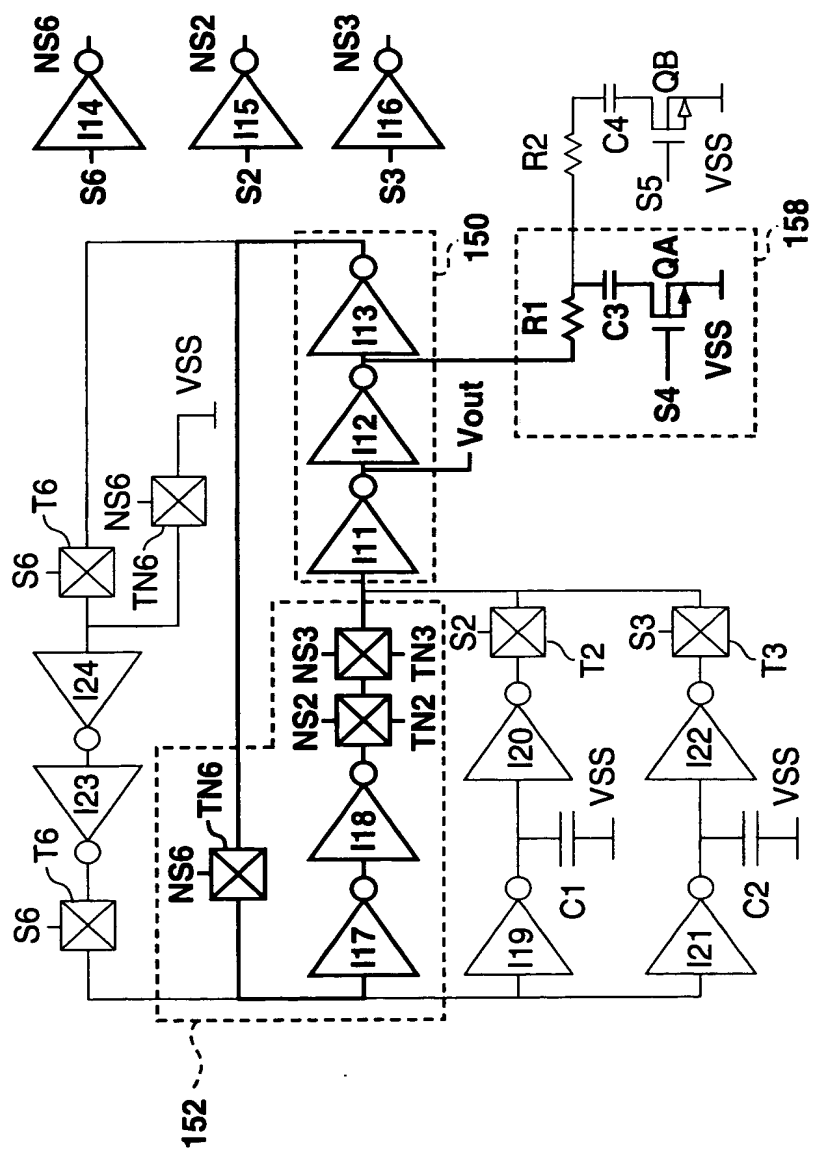 NS6
I14
S6
NS2
I15
S2
NS3
I16
S3
QB
C4
R2
S5
VSS
150
158
QA
C3
R1
S4
VSS
I13
I12
I11
Vout
VSS
NS6
TN6
T6
S6
I24
I23
T6
S6
NS3
TN3
NS2
TN2
TN6
NS6
I18
I17
S2
T2
I20
VSS
C1
I19
S3
T3
I22
VSS
C2
I21
152